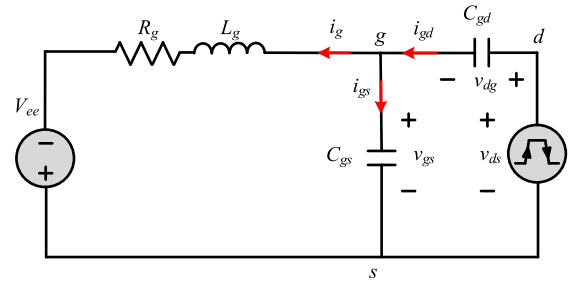 R_g
L_g
i_g
g
i_gd
C_gd
d
− v_dg +
i_gs
V_ee
−
+
C_gs
+
v_gs
−
+
v_ds
−
s